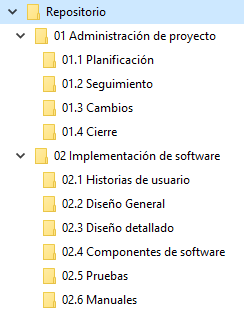 Repositorio
01 Administración de proyecto
01.1 Planificación
01.2 Seguimiento
01.3 Cambios
01.4 Cierre
02 Implementación de software
02.1 Historias de usuario
02.2 Diseño General
02.3 Diseño detallado
02.4 Componentes de software
02.5 Pruebas
02.6 Manuales